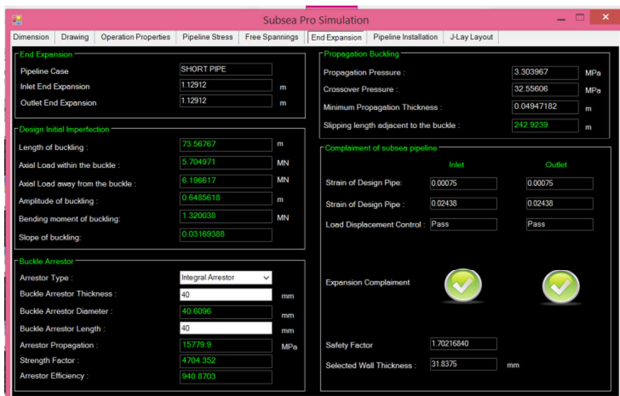 Subsea Pro Simulation
Dimension Drawing Operation Properties Pipeline Stress Free Spannings End Expansion Pipeline Installation J-Lay Layout
End Expansion
Pipeline Case SHORT PIPE
Inlet End Expansion 1.12912 m
Outlet End Expansion 1.12912 m
Design Initial Imperfection
Length of buckling : 73.56767 m
Axial Load within the buckle : 5.704971 MN
Axial Load away from the buckle : 6.196617 MN
Amplitude of buckling : 0.6485618 m
Bending moment of buckling: 1.320038 MN
Slope of buckling: 0.03169388
Buckle Arrestor
Arrestor Type : Integral Arrestor
Buckle Arrestor Thickness : 40 mm
Buckle Arrestor Diameter : 40.6096 mm
Buckle Arrestor Length : 40 mm
Arrestor Propagation : 15779.9 MPa
Strength Factor : 4704.352
Arrestor Efficiency : 940.8703
Propagation Buckling
Propagation Pressure : 3.303967 MPa
Crossover Pressure : 32.55606 MPa
Minimum Propagation Thickness : 0.04947182 m
Slipping length adjacent to the buckle : 242.9239 m
Complaiment of subsea pipeline
Inlet Outlet
Strain of Design Pipe: 0.00075 0.00075
Strain of Design Pipe : 0.02438 0.02438
Load Displacement Control : Pass Pass
Expansion Complaiment
Safety Factor 1.70216840
Selected Wall Thickness : 31.8375 mm